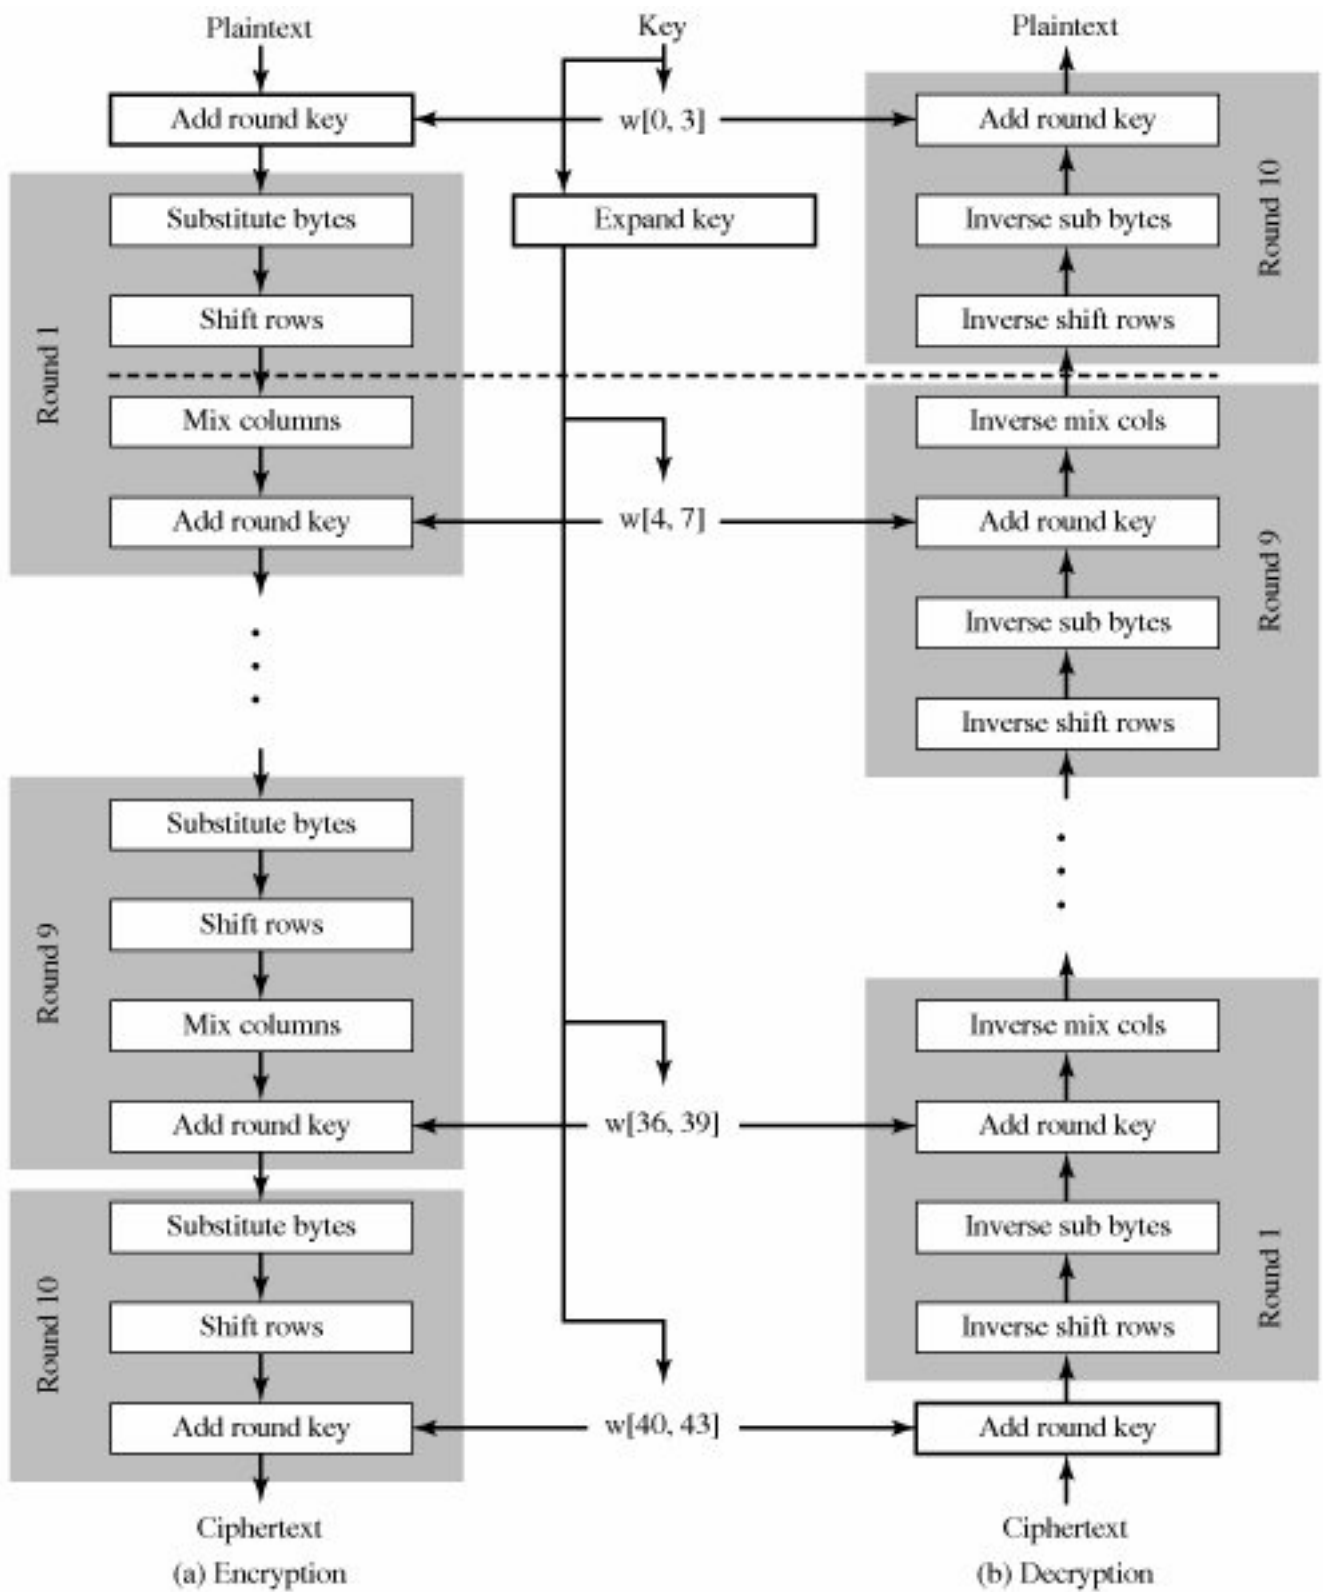 Plaintext
Key
Plaintext
Add round key
w[0, 3]
Add round key
Round 10
Substitute bytes
Expand key
Inverse sub bytes
Shift rows
Inverse shift rows
Round 1
Mix columns
Inverse mix cols
Add round key
w[4, 7]
Add round key
Round 9
Inverse sub bytes
Inverse shift rows
Substitute bytes
Shift rows
Round 9
Mix columns
Inverse mix cols
Add round key
w[36, 39]
Add round key
Substitute bytes
Inverse sub bytes
Round 1
Round 10
Shift rows
Inverse shift rows
Add round key
w[40, 43]
Add round key
Ciphertext
Ciphertext
(a) Encryption
(b) Decryption